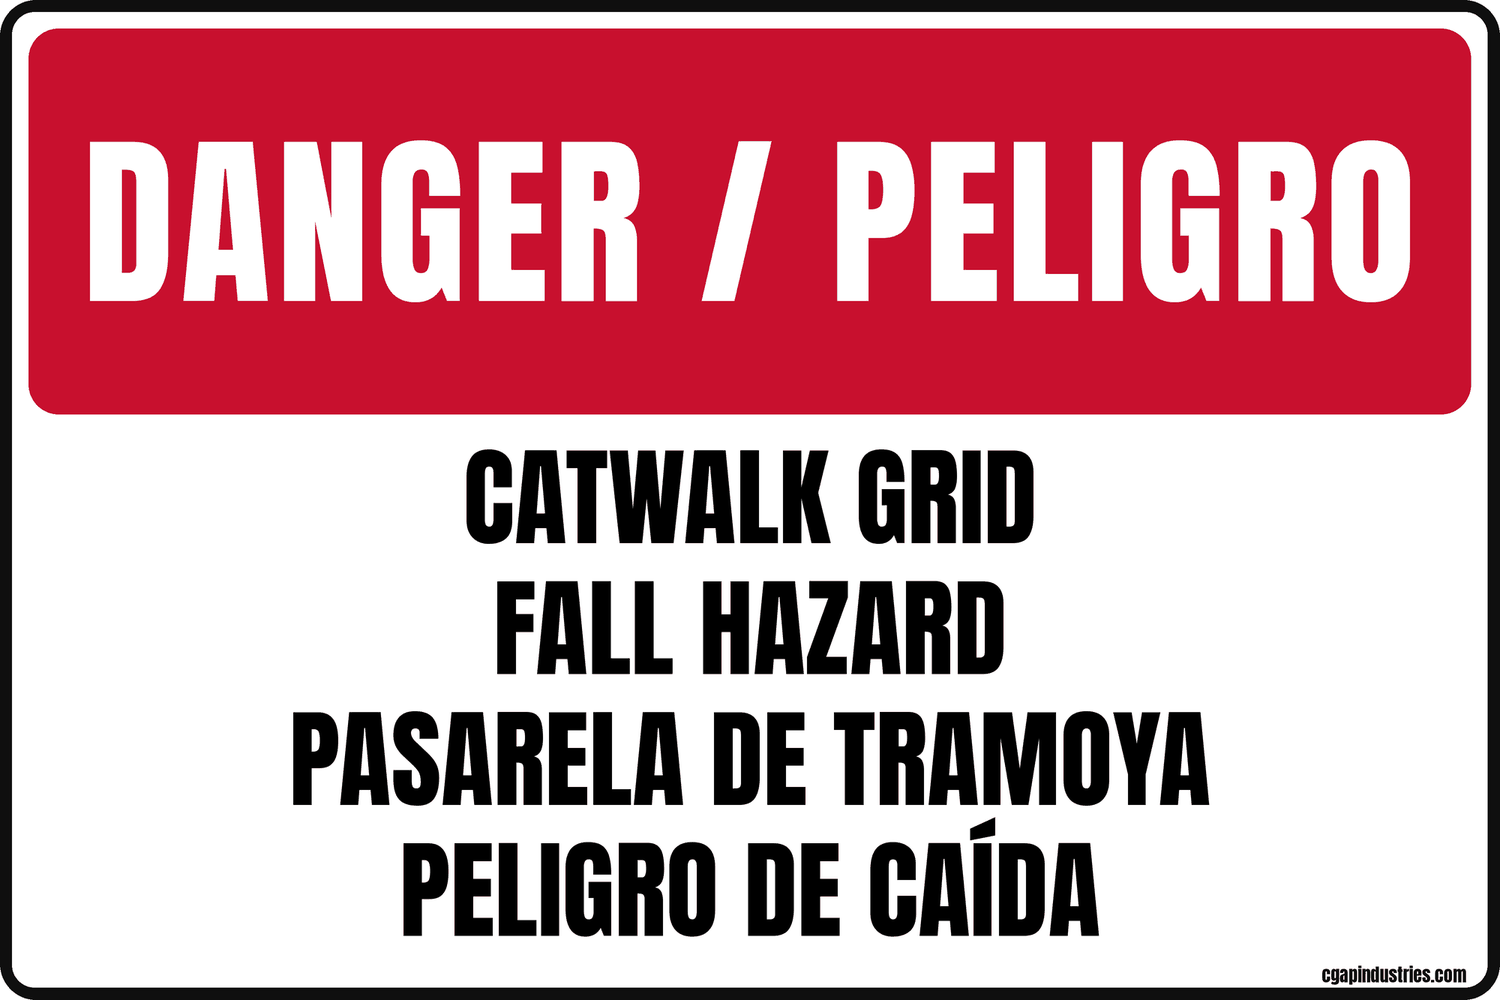 DANGER / PELIGRO
CATWALK GRID
FALL HAZARD
PASARELA DE TRAMOYA
PELIGRO DE CAÍDA
cgapindustries.com